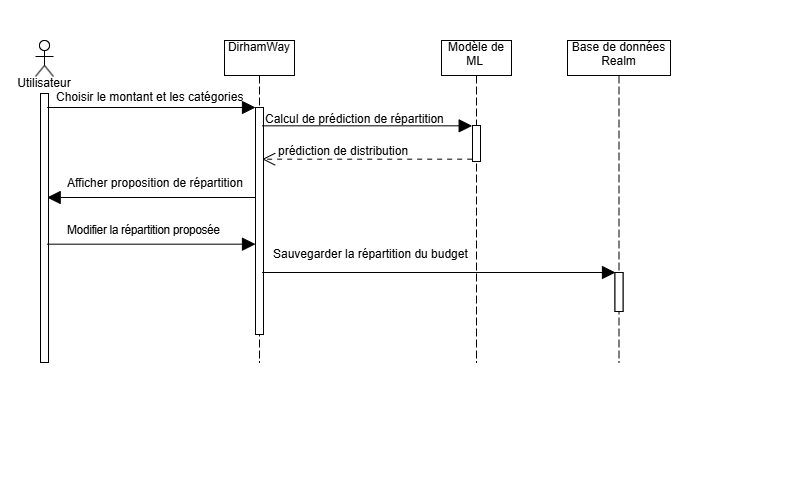 Utilisateur
DirhamWay
Modèle de
ML
Base de données
Realm
Choisir le montant et les catégories
Calcul de prédiction de répartition
prédiction de distribution
Afficher proposition de répartition
Modifier la répartition proposée
Sauvegarder la répartition du budget